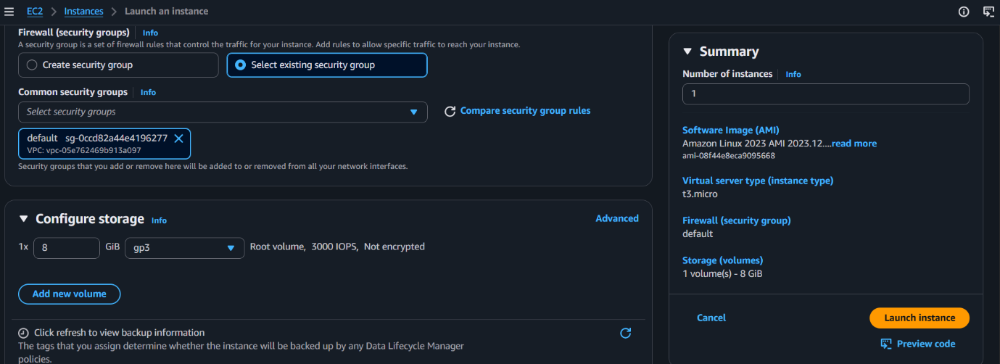 EC2 > Instances > Launch an instance
Firewall (security groups) Info
A security group is a set of firewall rules that control the traffic for your instance. Add rules to allow specific traffic to reach your instance.
Create security group
Select existing security group
Common security groups Info
Select security groups
Compare security group rules
default sg-0ccd82a44e4196277
VPC: vpc-05e762469b913a097
Security groups that you add or remove here will be added to or removed from all your network interfaces.
Configure storage Info
Advanced
1x 8 GiB gp3 Root volume, 3000 IOPS, Not encrypted
Add new volume
Click refresh to view backup information
The tags that you assign determine whether the instance will be backed up by any Data Lifecycle Manager
policies.
Summary
Number of instances Info
1
Software Image (AMI)
Amazon Linux 2023 AMI 2023.12....read more
ami-08f44e8eca9095668
Virtual server type (instance type)
t3.micro
Firewall (security group)
default
Storage (volumes)
1 volume(s) - 8 GiB
Cancel
Launch instance
Preview code